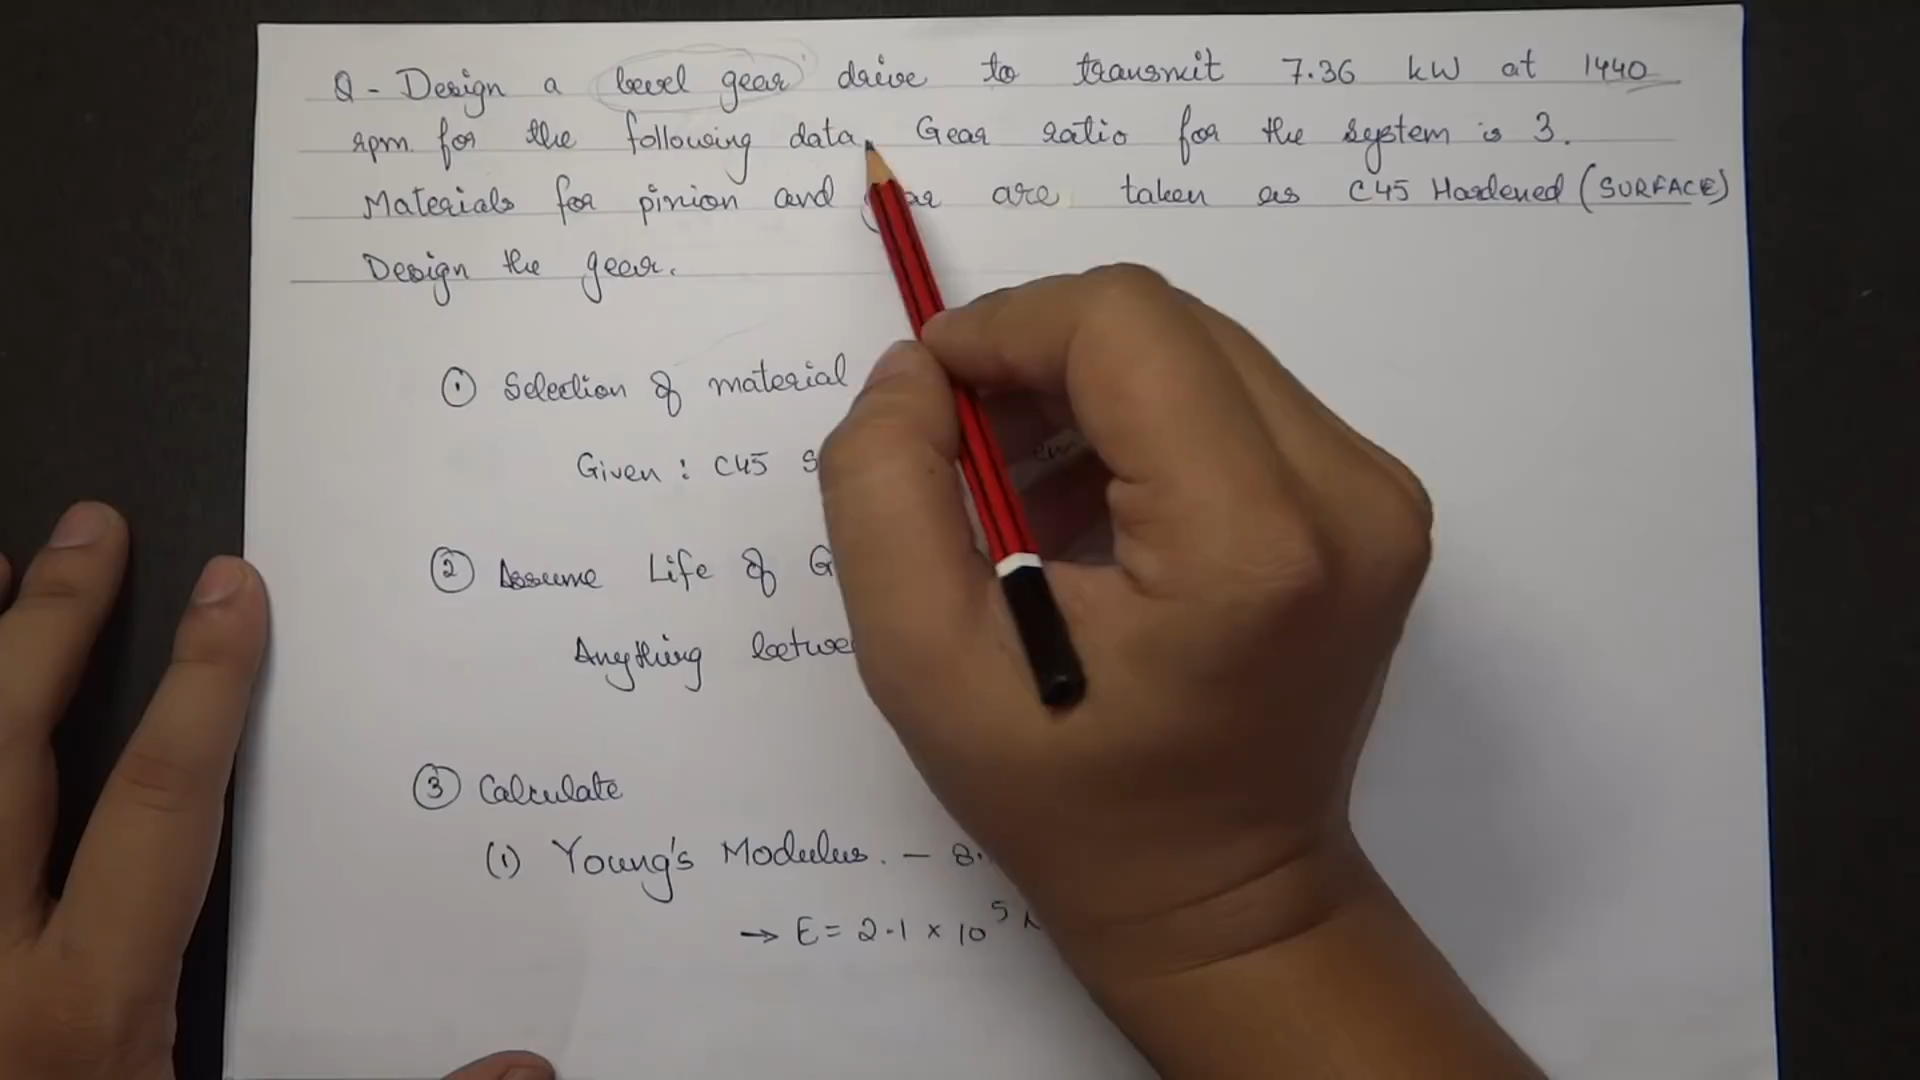 Q - Design a bevel gear drive to transmit 7.36 kW at 1440
rpm for the following data. Gear ratio for the system is 3.
Materials for pinion and are taken as C45 Hardened (SURFACE)
Design the gear.
① Selection of material
Given : C45
② Assume Life of
Anything
③ Calculate
(1) Young's Modulus. - 8.
→ E = 2.1 x 10⁵